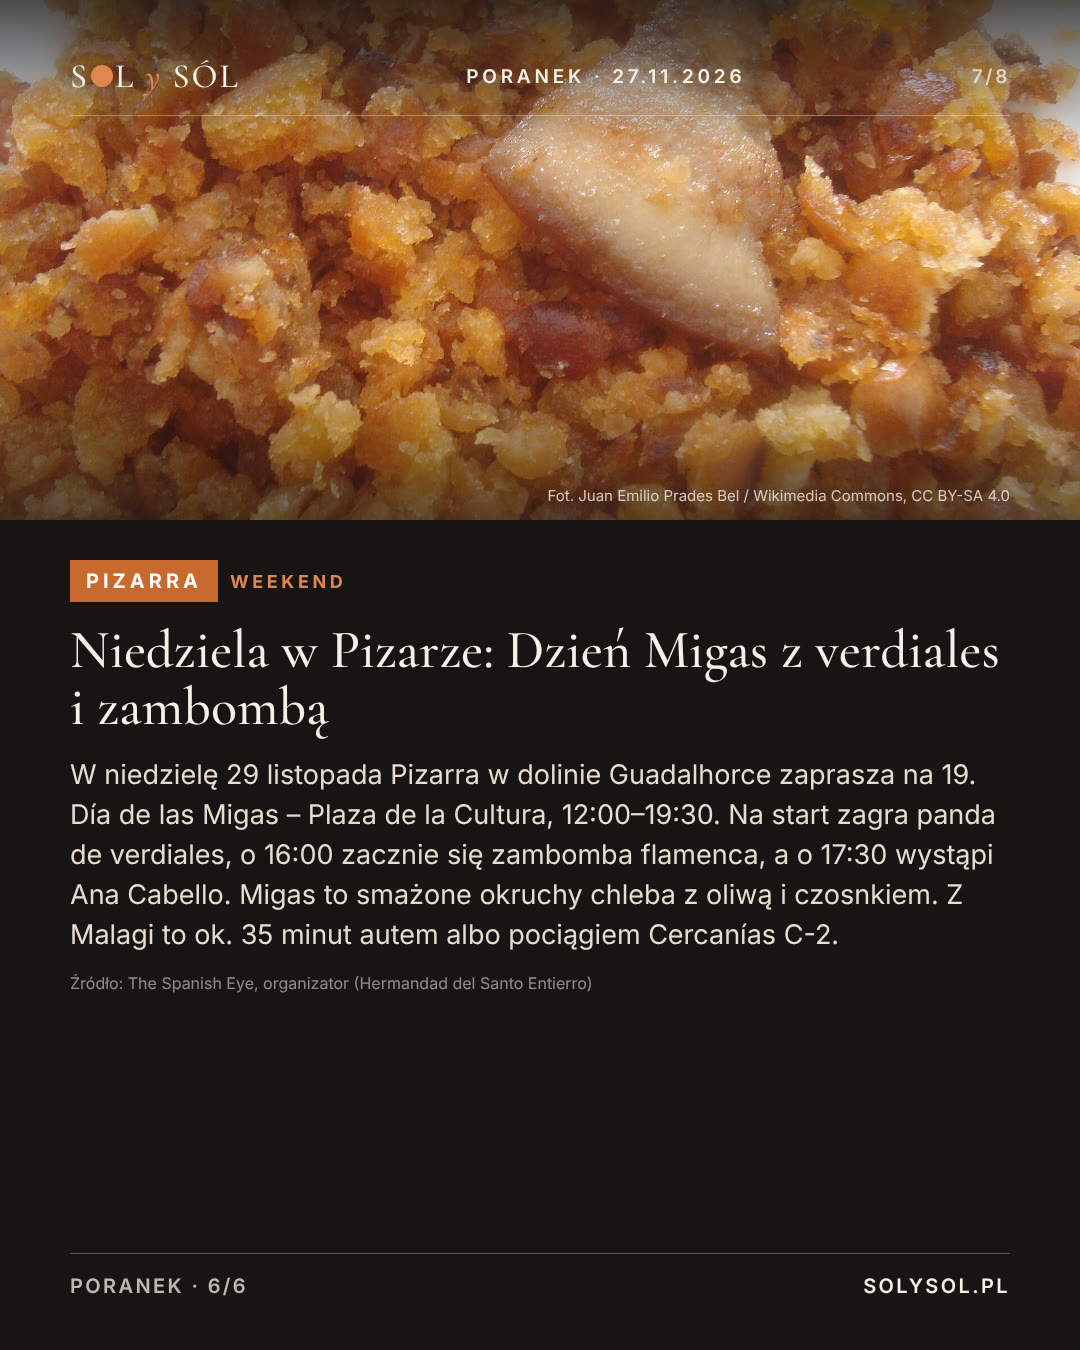 SOL y SÓL
PORANEK · 27.11.2026
7/8
Fot. Juan Emilio Prades Bel / Wikimedia Commons, CC BY-SA 4.0
PIZARRA WEEKEND
Niedziela w Pizarze: Dzień Migas z verdiales
i zambombą
W niedzielę 29 listopada Pizarra w dolinie Guadalhorce zaprasza na 19.
Día de las Migas – Plaza de la Cultura, 12:00–19:30. Na start zagra panda
de verdiales, o 16:00 zacznie się zambomba flamenca, a o 17:30 wystąpi
Ana Cabello. Migas to smażone okruchy chleba z oliwą i czosnkiem. Z
Malagi to ok. 35 minut autem albo pociągiem Cercanías C-2.
Źródło: The Spanish Eye, organizator (Hermandad del Santo Entierro)
PORANEK · 6/6
SOLYSOL.PL